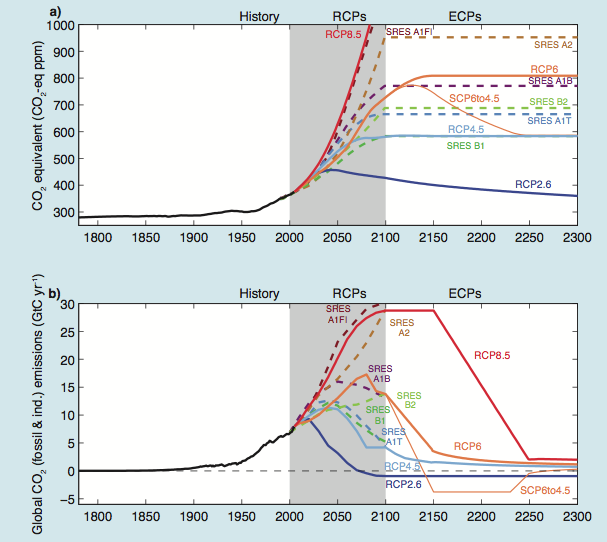 a)
History RCPs ECPs
CO2 equivalent (CO2-eq ppm)
1000
900
800
700
600
500
400
300
RCP8.5
SRES A1FI
SRES A2
RCP6
SRES A1B
SCP6to4.5
SRES B2
SRES A1T
RCP4.5
SRES B1
RCP2.6
1800 1850 1900 1950 2000 2050 2100 2150 2200 2250 2300
b)
History RCPs ECPs
Global CO2 (fossil & ind.) emissions (GtC yr-1)
30
25
20
15
10
5
0
−5
SRES
A1FI
SRES
A2
RCP8.5
SRES
A1B
SRES
B2
SRES
B1
SRES
A1T
RCP6
RCP4.5
RCP2.6
SCP6to4.5
1800 1850 1900 1950 2000 2050 2100 2150 2200 2250 2300